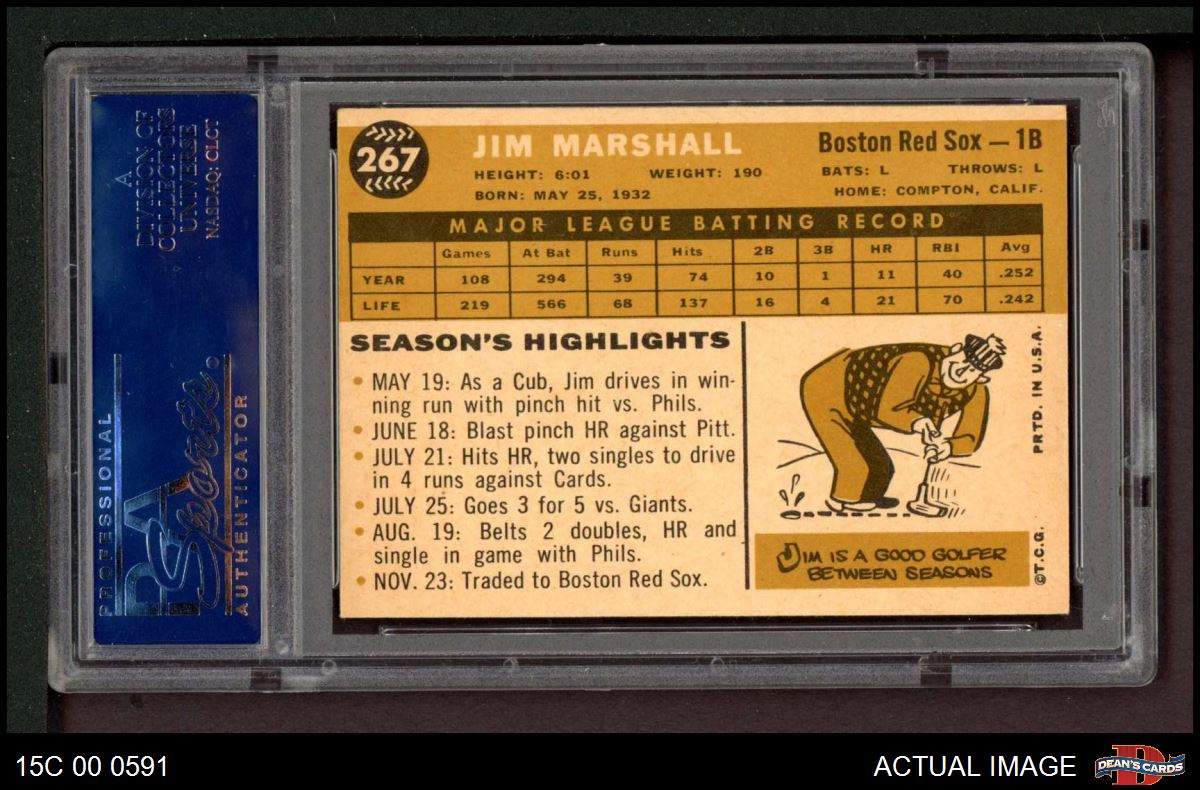 A
DIVISION OF
COLLECTORS
UNIVERSE
NASDAQ: CLCT
PROFESSIONAL
PSA
Sports
AUTHENTICATOR
267
JIM MARSHALL
Boston Red Sox — 1B
HEIGHT: 6:01 WEIGHT: 190 BATS: L THROWS: L
BORN: MAY 25, 1932 HOME: COMPTON, CALIF.
MAJOR LEAGUE BATTING RECORD
Games At Bat Runs Hits 2B 3B HR RBI Avg
YEAR 108 294 39 74 10 1 11 40 .252
LIFE 219 566 68 137 16 4 21 70 .242
SEASON'S HIGHLIGHTS
• MAY 19: As a Cub, Jim drives in win-
ning run with pinch hit vs. Phils.
• JUNE 18: Blast pinch HR against Pitt.
• JULY 21: Hits HR, two singles to drive
in 4 runs against Cards.
• JULY 25: Goes 3 for 5 vs. Giants.
• AUG. 19: Belts 2 doubles, HR and
single in game with Phils.
• NOV. 23: Traded to Boston Red Sox.
JIM IS A GOOD GOLFER
BETWEEN SEASONS
©T.C.G. PRTD. IN U.S.A.
15C 00 0591
ACTUAL IMAGE
D
DEAN'S CARDS